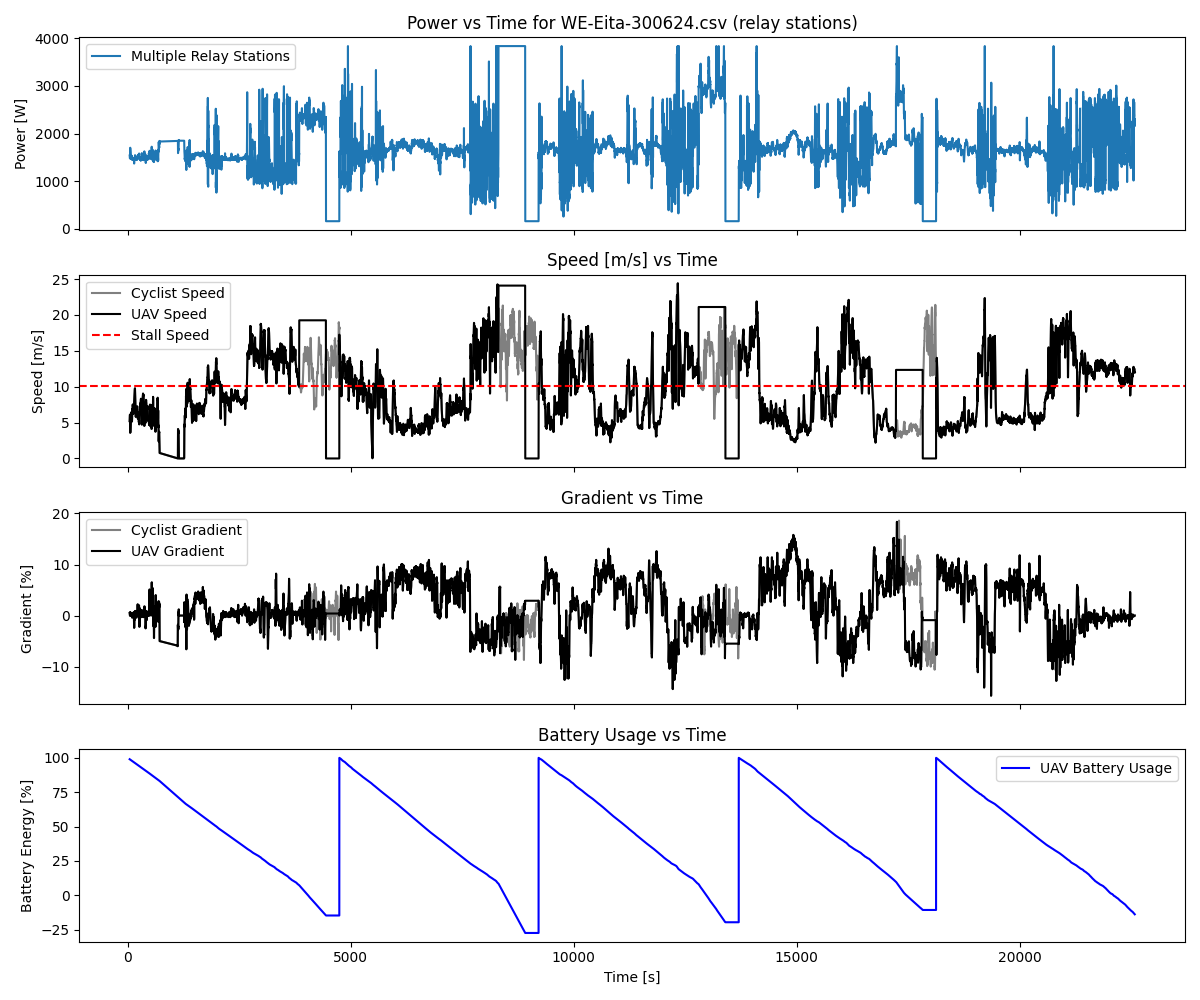 Power vs Time for WE-Eita-300624.csv (relay stations)
Power [W]
4000
3000
2000
1000
0
Multiple Relay Stations
Speed [m/s] vs Time
Speed [m/s]
25
20
15
10
5
0
Cyclist Speed
UAV Speed
Stall Speed
Gradient vs Time
Gradient [%]
20
10
0
−10
Cyclist Gradient
UAV Gradient
Battery Usage vs Time
Battery Energy [%]
100
75
50
25
0
−25
UAV Battery Usage
0
5000
10000
15000
20000
Time [s]